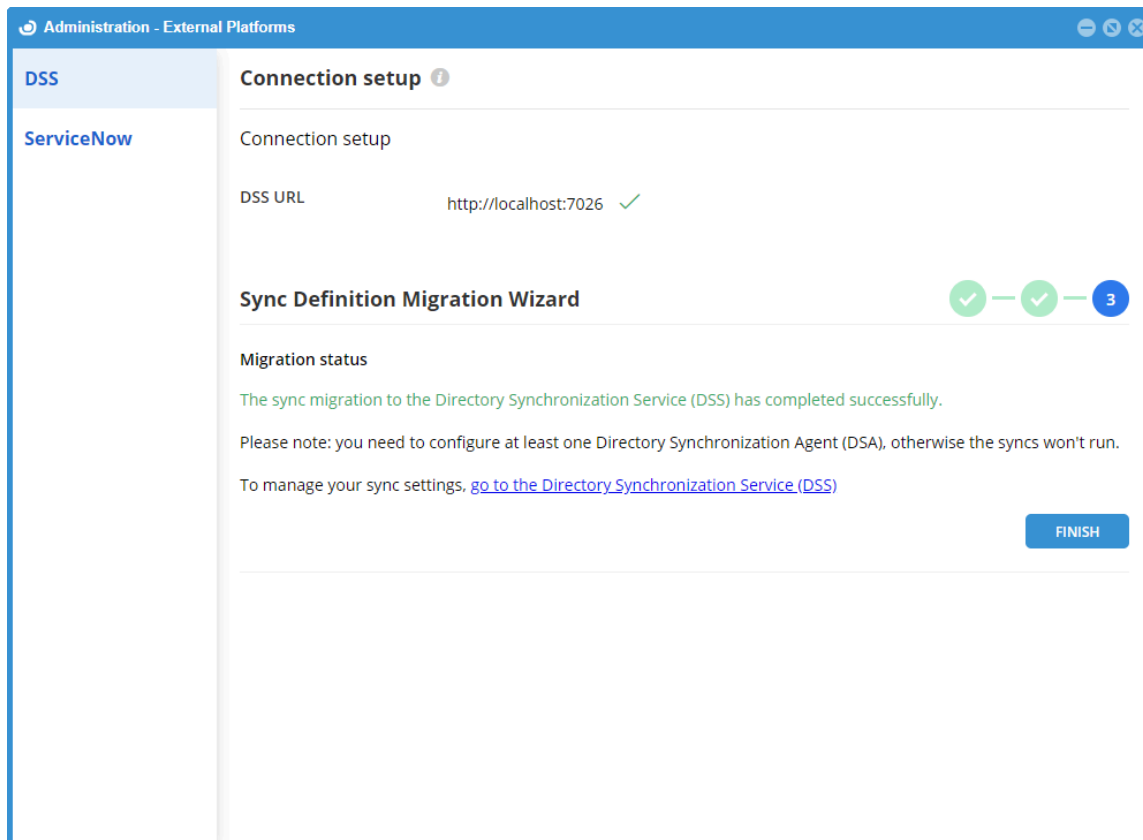 Administration - External Platforms
DSS
ServiceNow
Connection setup
Connection setup
DSS URL
http://localhost:7026
Sync Definition Migration Wizard
3
Migration status
The sync migration to the Directory Synchronization Service (DSS) has completed successfully.
Please note: you need to configure at least one Directory Synchronization Agent (DSA), otherwise the syncs won't run.
To manage your sync settings, go to the Directory Synchronization Service (DSS)
FINISH